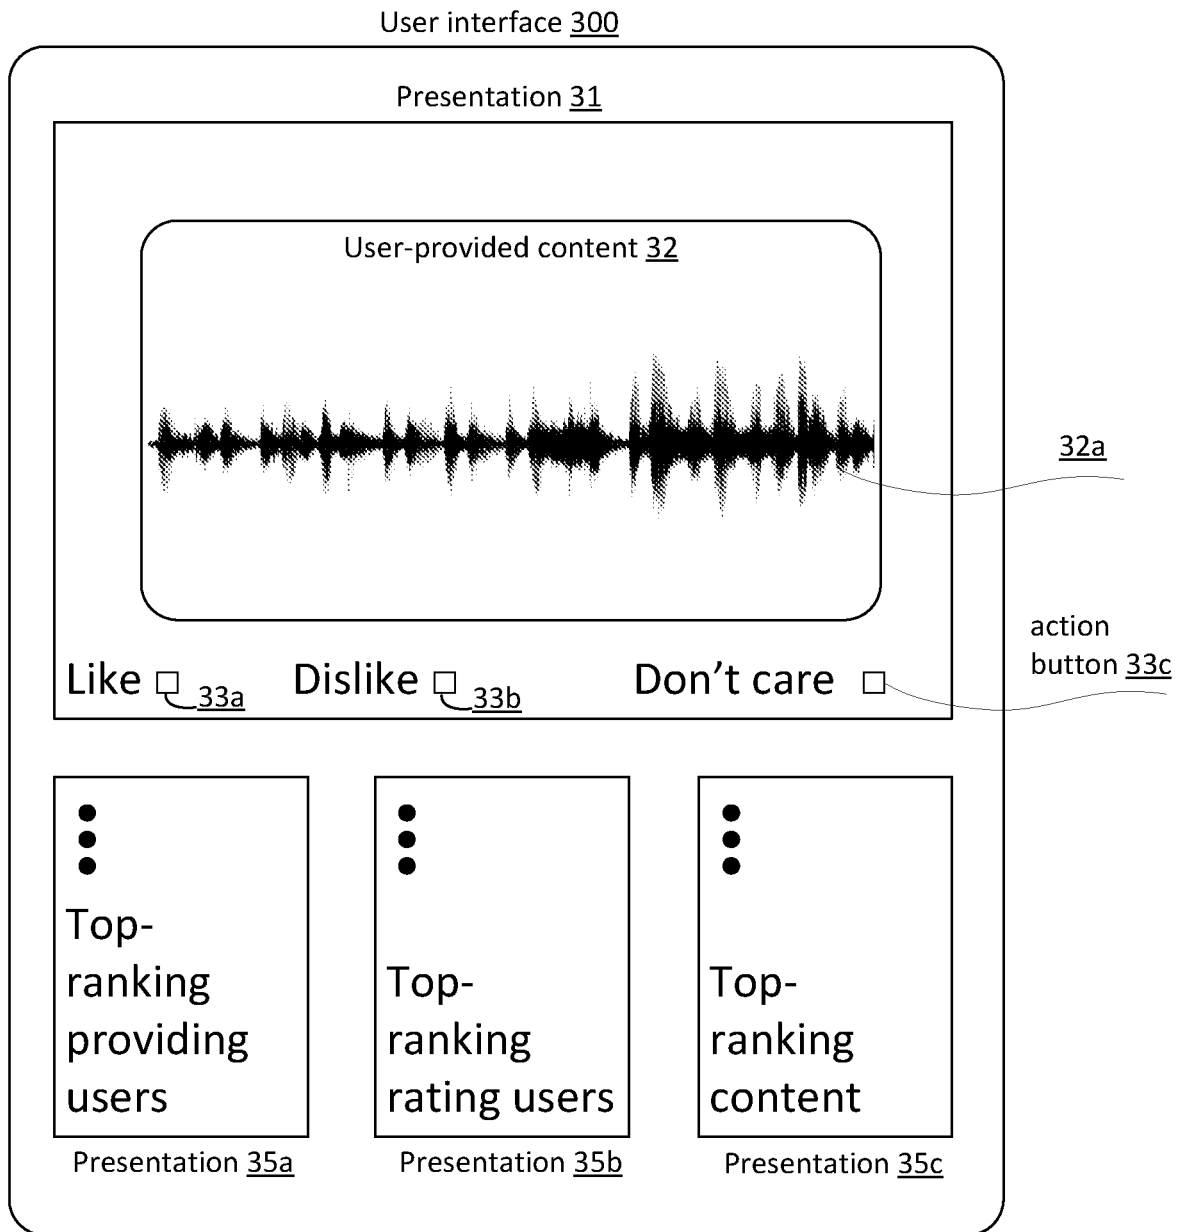 User interface 300
Presentation 31
User-provided content 32
32a
action
button 33c
Like 33a
Dislike 33b
Don’t care
Top-
ranking
providing
users
Presentation 35a
Top-
ranking
rating users
Presentation 35b
Top-
ranking
content
Presentation 35c